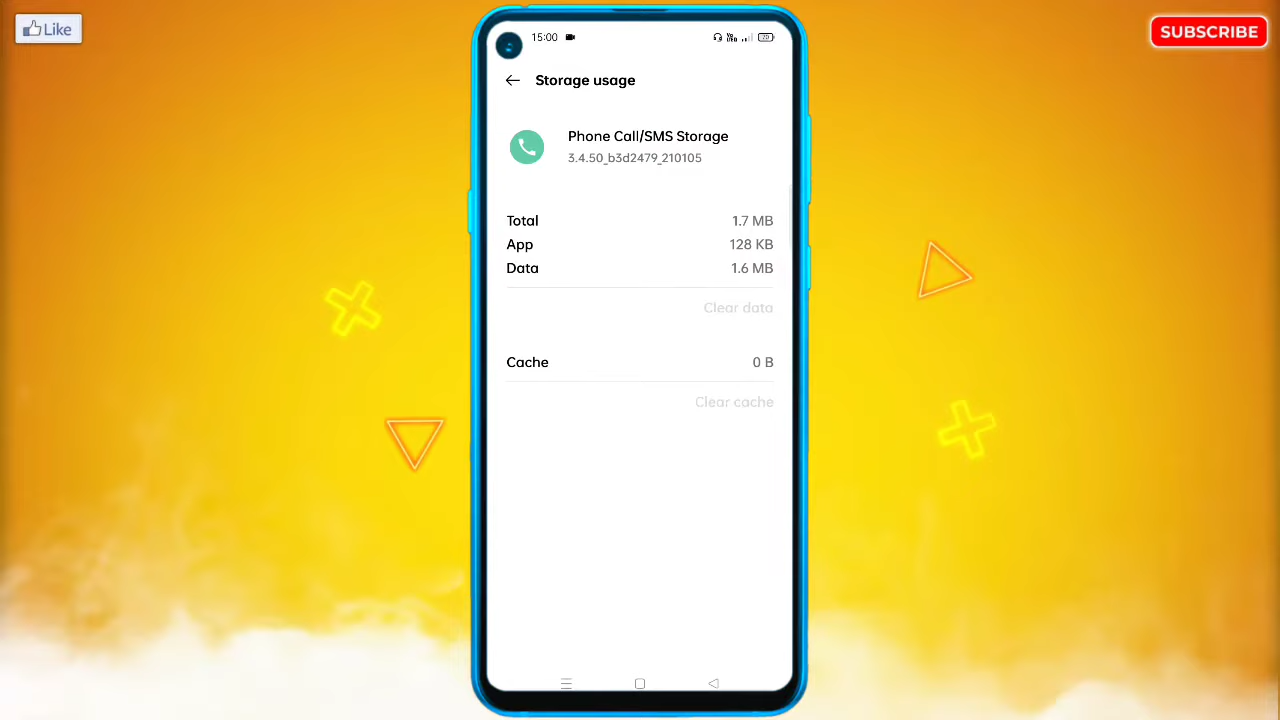 Like
SUBSCRIBE
15:00
79
Storage usage
Phone Call/SMS Storage
3.4.50_b3d2479_210105
Total 1.7 MB
App 128 KB
Data 1.6 MB
Clear data
Cache 0 B
Clear cache